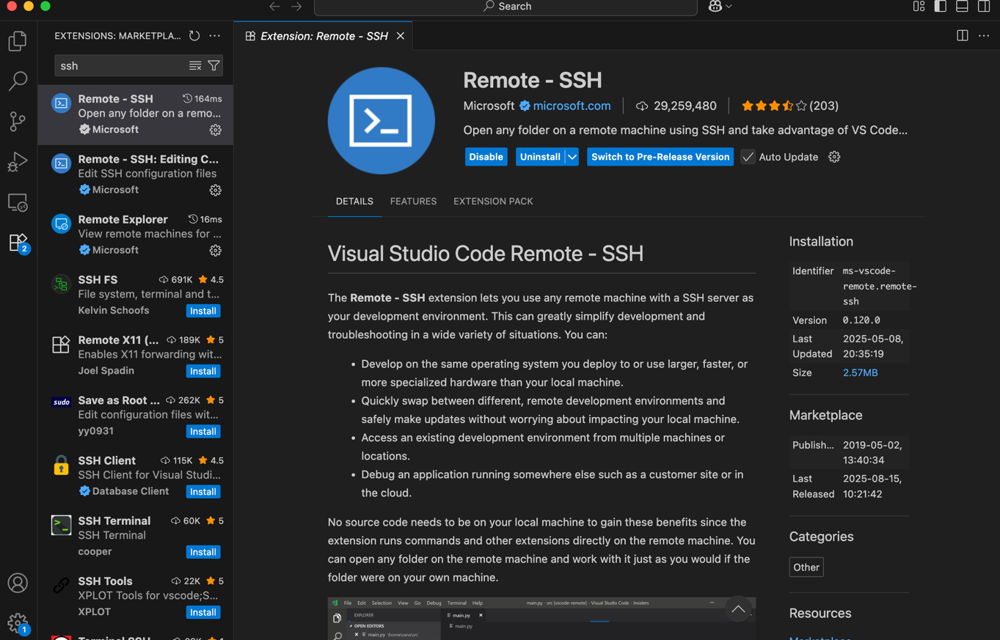 Search
EXTENSIONS: MARKETPLA...
ssh
Remote - SSH
164ms
Open any folder on a remo...
Microsoft
Remote - SSH: Editing C...
Edit SSH configuration files
Microsoft
Remote Explorer
16ms
View remote machines for ...
Microsoft
SSH FS
691K
4.5
File system, terminal and t...
Kelvin Schoofs
Install
Remote X11 (...
189K
5
Enables X11 forwarding wit...
Joel Spadin
Install
sudo
Save as Root ...
262K
5
Edit configuration files wit...
yy0931
Install
SSH Client
115K
4.5
SSH Client for Visual Studi...
Database Client
Install
SSH Terminal
60K
5
SSH Terminal
cooper
Install
SSH Tools
22K
5
XPLOT Tools for vscode;S...
XPLOT
Install
2
1
Extension: Remote - SSH
Remote - SSH
Microsoft
microsoft.com
29,259,480
(203)
Open any folder on a remote machine using SSH and take advantage of VS Code...
Disable
Uninstall
Switch to Pre-Release Version
Auto Update
DETAILS
FEATURES
EXTENSION PACK
Visual Studio Code Remote - SSH
The Remote - SSH extension lets you use any remote machine with a SSH server as
your development environment. This can greatly simplify development and
troubleshooting in a wide variety of situations. You can:
• Develop on the same operating system you deploy to or use larger, faster, or
more specialized hardware than your local machine.
• Quickly swap between different, remote development environments and
safely make updates without worrying about impacting your local machine.
• Access an existing development environment from multiple machines or
locations.
• Debug an application running somewhere else such as a customer site or in
the cloud.
No source code needs to be on your local machine to gain these benefits since the
extension runs commands and other extensions directly on the remote machine. You
can open any folder on the remote machine and work with it just as you would if the
folder were on your own machine.
File Edit Selection View Go Debug Terminal Help
main.py - src [vscode-remote] - Visual Studio Code - Insiders
EXPLORER
main.py
OPEN EDITORS
main.py
main.py \home\sana\src
Installation
Identifier
ms-vscode-
remote.remote-
ssh
Version
0.120.0
Last
Updated
2025-05-08,
20:35:19
Size
2.57MB
Marketplace
Publish...
2019-05-02,
13:40:34
Last
Released
2025-08-15,
10:21:42
Categories
Other
Resources